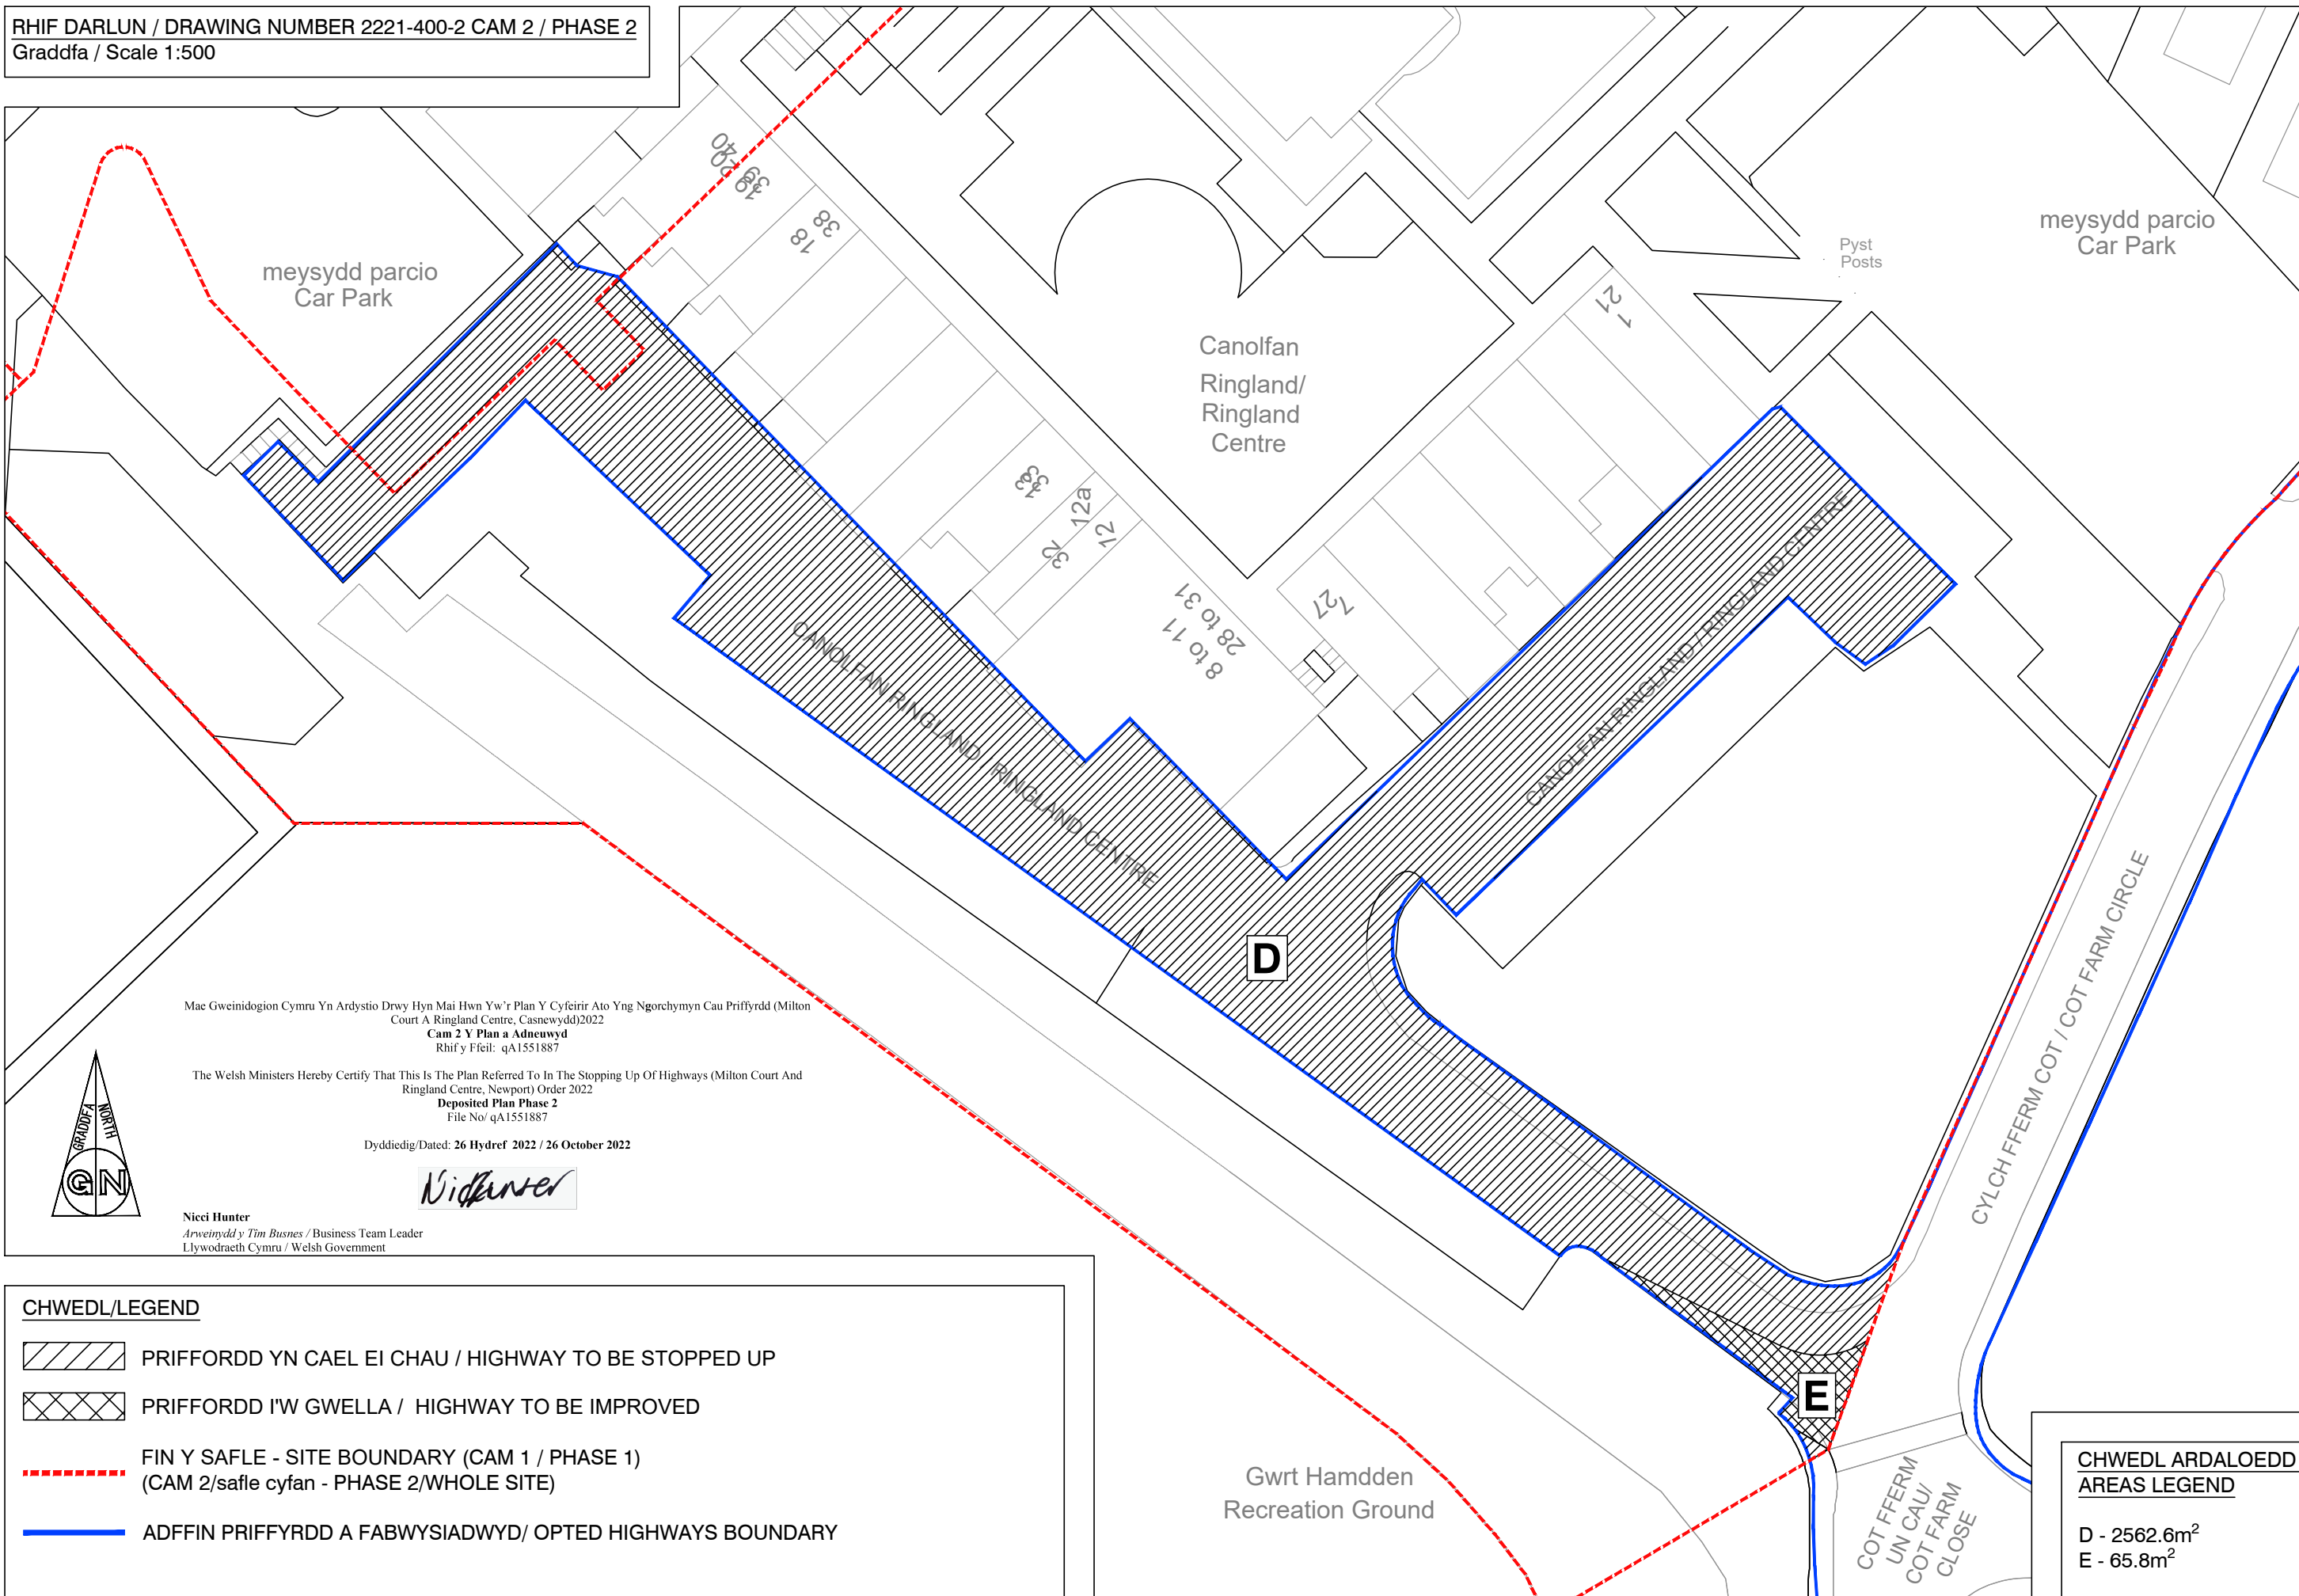 RHIF DARLUN / DRAWING NUMBER 2221-400-2 CAM 2 / PHASE 2
Graddfa / Scale 1:500
meysydd parcio
Car Park
39-40
19-20
38
18
Canolfan
Ringland/
Ringland
Centre
21
1
Pyst
Posts
meysydd parcio
Car Park
33
13
12a
12
32
28 to 31
8 to 11
27
7
CANOLFAN RINGLAND / RINGLAND CENTRE
CANOLFAN RINGLAND / RINGLAND CENTRE
D
CYLCH FFERM COT / COT FARM CIRCLE
Mae Gweinidogion Cymru Yn Ardystio Drwy Hyn Mai Hwn Yw'r Plan Y Cyfeirir Ato Yng Ngorchymyn Cau Priffyrdd (Milton
Court A Ringland Centre, Casnewydd)2022
Cam 2 Y Plan a Adneuwyd
Rhif y Ffeil: qA1551887
The Welsh Ministers Hereby Certify That This Is The Plan Referred To In The Stopping Up Of Highways (Milton Court And
Ringland Centre, Newport) Order 2022
Deposited Plan Phase 2
File No/ qA1551887
Dyddiedig/Dated: 26 Hydref 2022 / 26 October 2022
GRADDFA
NORTH
GN
Nicci Hunter
Arweinydd y Tîm Busnes / Business Team Leader
Llywodraeth Cymru / Welsh Government
E
CHWEDL/LEGEND
PRIFFORDD YN CAEL EI CHAU / HIGHWAY TO BE STOPPED UP
PRIFFORDD I'W GWELLA / HIGHWAY TO BE IMPROVED
FIN Y SAFLE - SITE BOUNDARY (CAM 1 / PHASE 1)
(CAM 2/safle cyfan - PHASE 2/WHOLE SITE)
ADFFIN PRIFFYRDD A FABWYSIADWYD/ OPTED HIGHWAYS BOUNDARY
Gwrt Hamdden
Recreation Ground
COT FFERM
UN CAU/
COT FARM
CLOSE
CHWEDL ARDALOEDD
AREAS LEGEND
D - 2562.6m²
E - 65.8m²